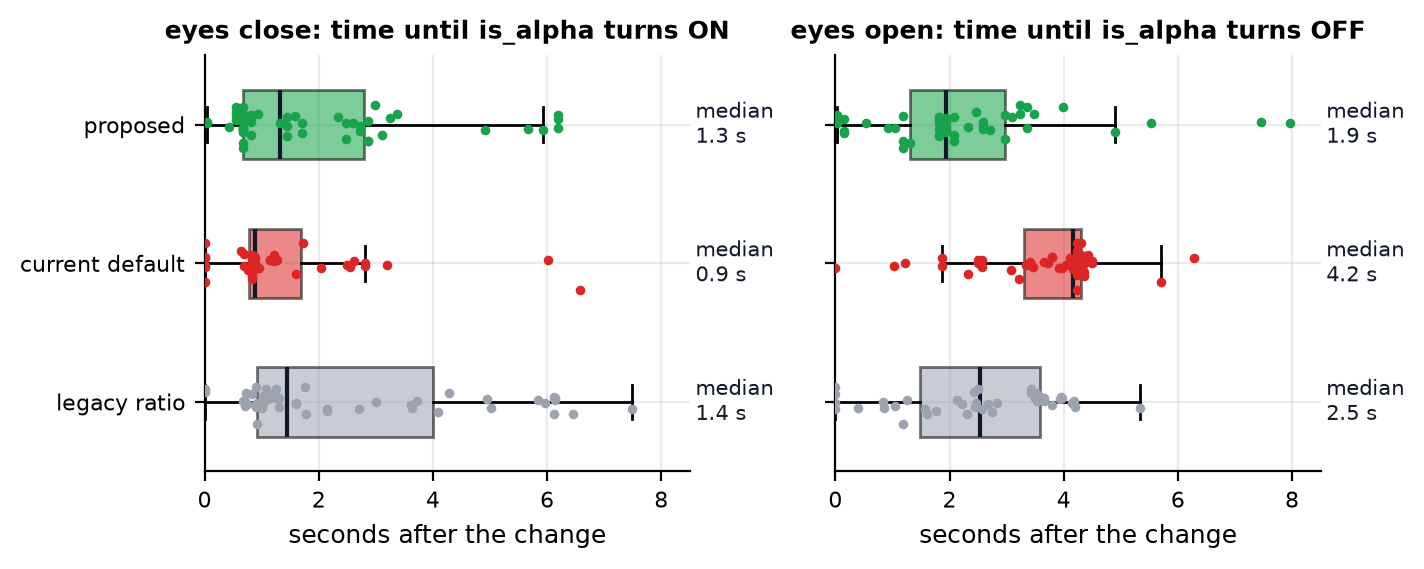 eyes close: time until is_alpha turns ON
eyes open: time until is_alpha turns OFF
proposed
current default
legacy ratio
median
1.3 s
median
0.9 s
median
1.4 s
median
1.9 s
median
4.2 s
median
2.5 s
0 2 4 6 8
seconds after the change
0 2 4 6 8
seconds after the change